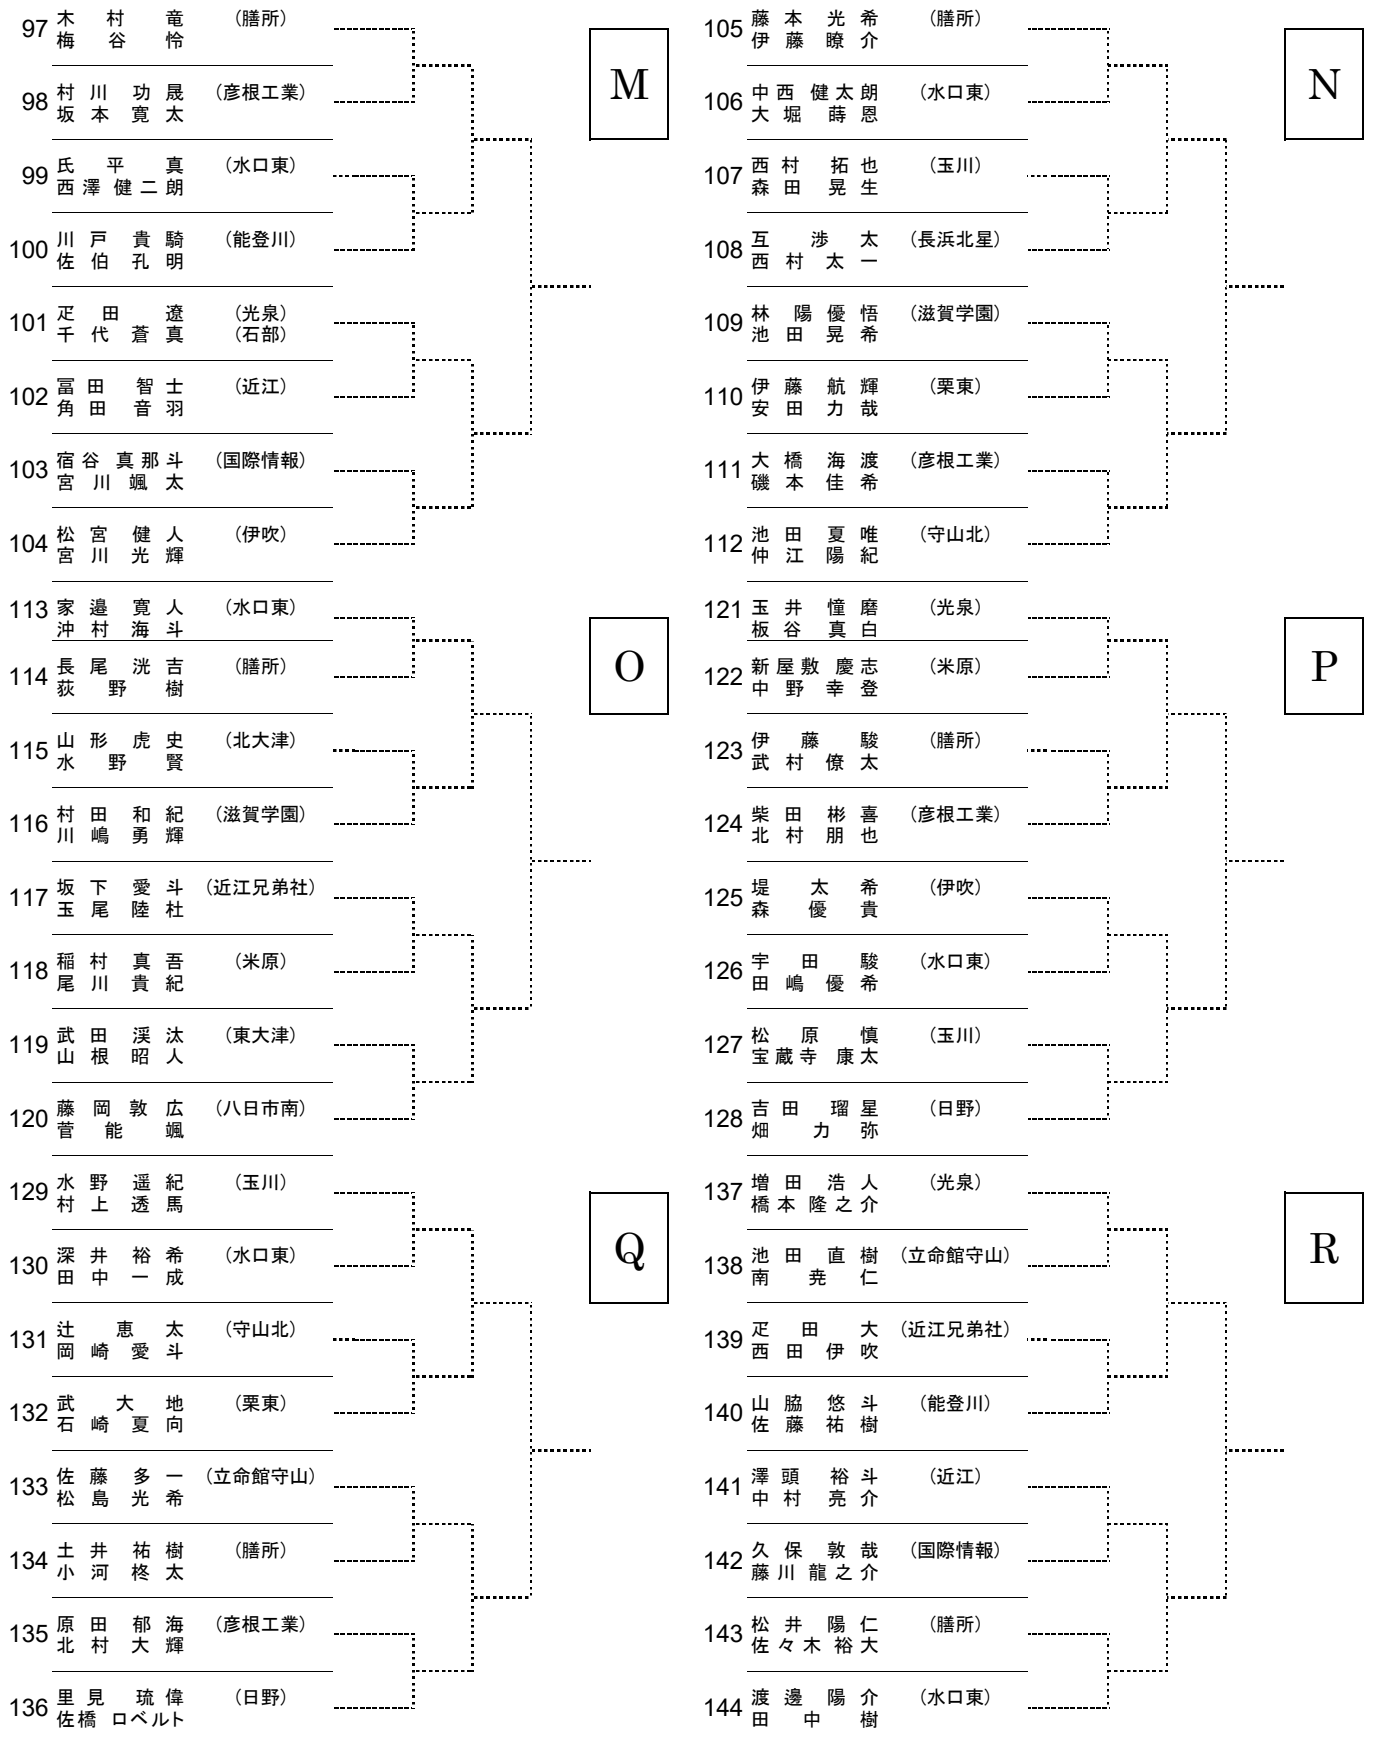 97 木村 竜 (膳所)
梅谷 怜
98 村川 功晟 (彦根工業)
坂本 寛太
99 氏平 真 (水口東)
西澤 健二朗
100 川戸 貴騎 (能登川)
佐伯 孔明
101 疋田 遼 (光泉)
千代 蒼真 (石部)
102 冨田 智士 (近江)
角田 音羽
103 宿谷 真那斗 (国際情報)
宮川 颯太
104 松宮 健人 (伊吹)
宮川 光輝
M
105 藤本 光希 (膳所)
伊藤 瞭介
106 中西 健太朗 (水口東)
大堀 蒔恩
107 西村 拓也 (玉川)
森田 晃生
108 互 渉太 (長浜北星)
西村 太一
109 林 陽優悟 (滋賀学園)
池田 晃希
110 伊藤 航輝 (栗東)
安田 力哉
111 大橋 海渡 (彦根工業)
磯本 佳希
112 池田 夏唯 (守山北)
仲江 陽紀
N
113 家邉 寛人 (水口東)
沖村 海斗
114 長尾 洸吉 (膳所)
荻野 樹
115 山形 虎史 (北大津)
水野 賢
116 村田 和紀 (滋賀学園)
川嶋 勇輝
117 坂下 愛斗 (近江兄弟社)
玉尾 陸杜
118 稲村 真吾 (米原)
尾川 貴紀
119 武田 渓汰 (東大津)
山根 昭人
120 藤岡 敦広 (八日市南)
菅能 颯
O
121 玉井 憧磨 (光泉)
板谷 真白
122 新屋敷 慶志 (米原)
中野 幸登
123 伊藤 駿 (膳所)
武村 僚太
124 柴田 彬喜 (彦根工業)
北村 朋也
125 堤 太希 (伊吹)
森 優貴
126 宇田 駿 (水口東)
田嶋 優希
127 松原 慎 (玉川)
宝蔵寺 康太
128 吉田 瑠星 (日野)
畑 力弥
P
129 水野 遥紀 (玉川)
村上 透馬
130 深井 裕希 (水口東)
田中 一成
131 辻 恵太 (守山北)
岡崎 愛斗
132 武 大地 (栗東)
石崎 夏向
133 佐藤 多一 (立命館守山)
松島 光希
134 土井 祐樹 (膳所)
小河 柊太
135 原田 郁海 (彦根工業)
北村 大輝
136 里見 琉偉 (日野)
佐橋 ロベルト
Q
137 増田 浩人 (光泉)
橋本 隆之介
138 池田 直樹 (立命館守山)
南 尭仁
139 疋田 大 (近江兄弟社)
西田 伊吹
140 山脇 悠斗 (能登川)
佐藤 祐樹
141 澤頭 裕斗 (近江)
中村 亮介
142 久保 敦哉 (国際情報)
藤川 龍之介
143 松井 陽仁 (膳所)
佐々木 裕大
144 渡邊 陽介 (水口東)
田中 樹
R